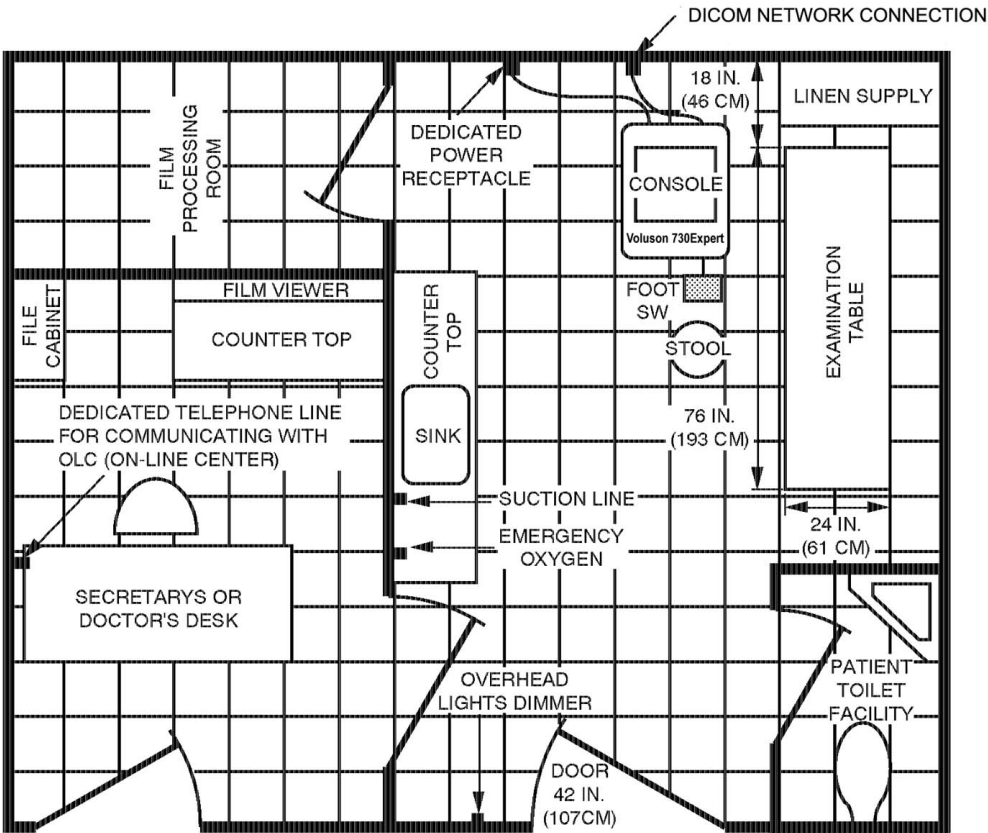 DICOM NETWORK CONNECTION
18 IN.
(46 CM)
LINEN SUPPLY
DEDICATED
POWER
RECEPTACLE
FILM
PROCESSING
ROOM
CONSOLE
Voluson 730Expert
FOOT
SW
STOOL
EXAMINATION
TABLE
FILE
CABINET
FILM VIEWER
COUNTER TOP
COUNTER
TOP
SINK
76 IN.
(193 CM)
DEDICATED TELEPHONE LINE
FOR COMMUNICATING WITH
OLC (ON-LINE CENTER)
SUCTION LINE
EMERGENCY
OXYGEN
24 IN.
(61 CM)
SECRETARYS OR
DOCTOR'S DESK
OVERHEAD
LIGHTS DIMMER
PATIENT
TOILET
FACILITY
DOOR
42 IN.
(107CM)